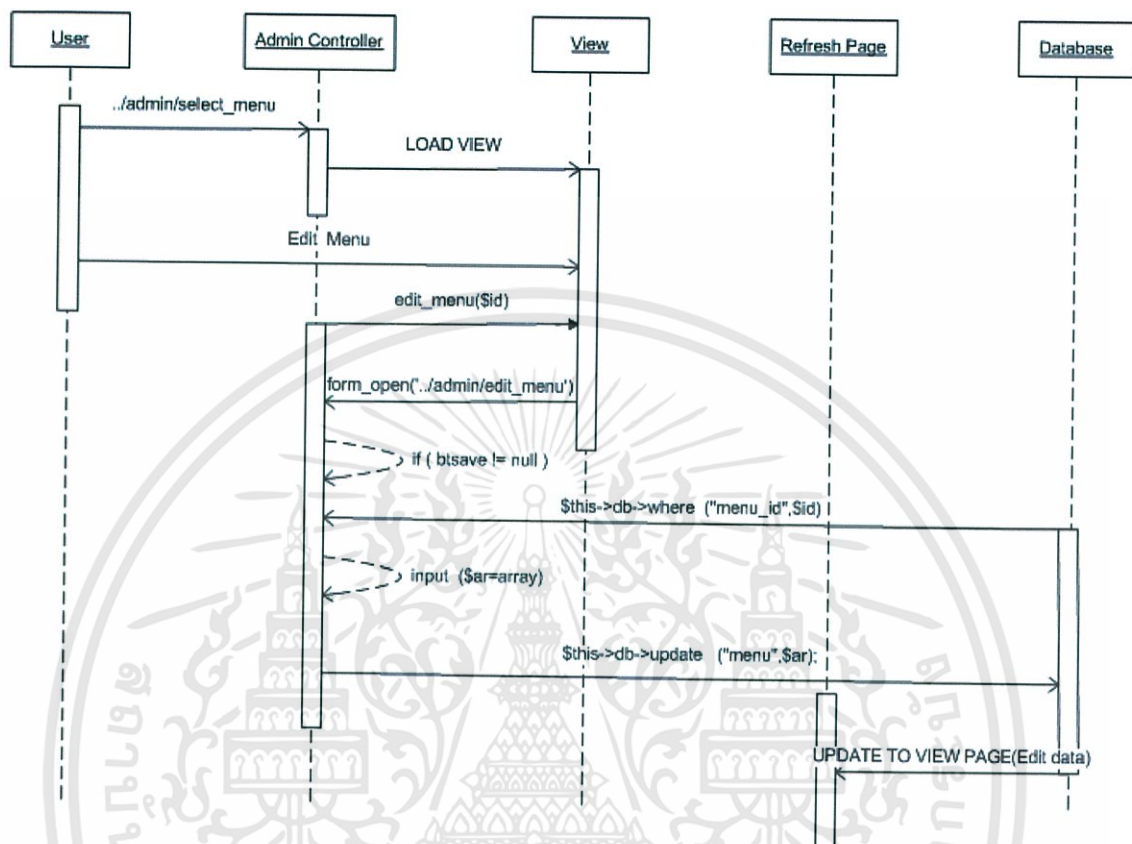 User
Admin Controller
View
Refresh Page
Database
../admin/select_menu
LOAD VIEW
Edit Menu
edit_menu($id)
form_open('../admin/edit_menu')
if ( btsave != null )
$this->db->where ("menu_id",$id)
input ($ar=array)
$this->db->update ("menu",$ar);
UPDATE TO VIEW PAGE(Edit data)